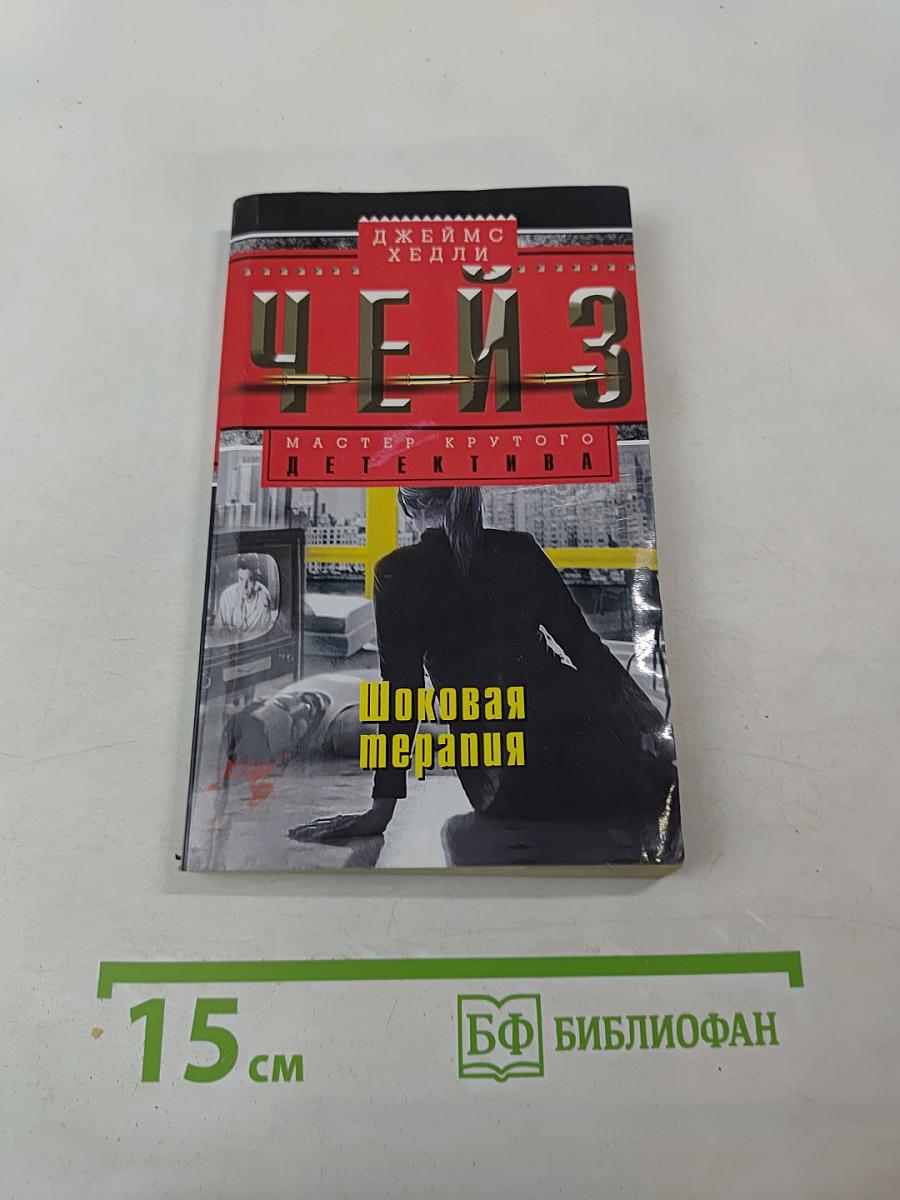 ДЖЕЙМС
ХЕДЛИ
ЧЕЙЗ
МАСТЕР КРУТОГО
ДЕТЕКТИВА
Шоковая
терапия
15 см
БФ БИБЛИОФАН